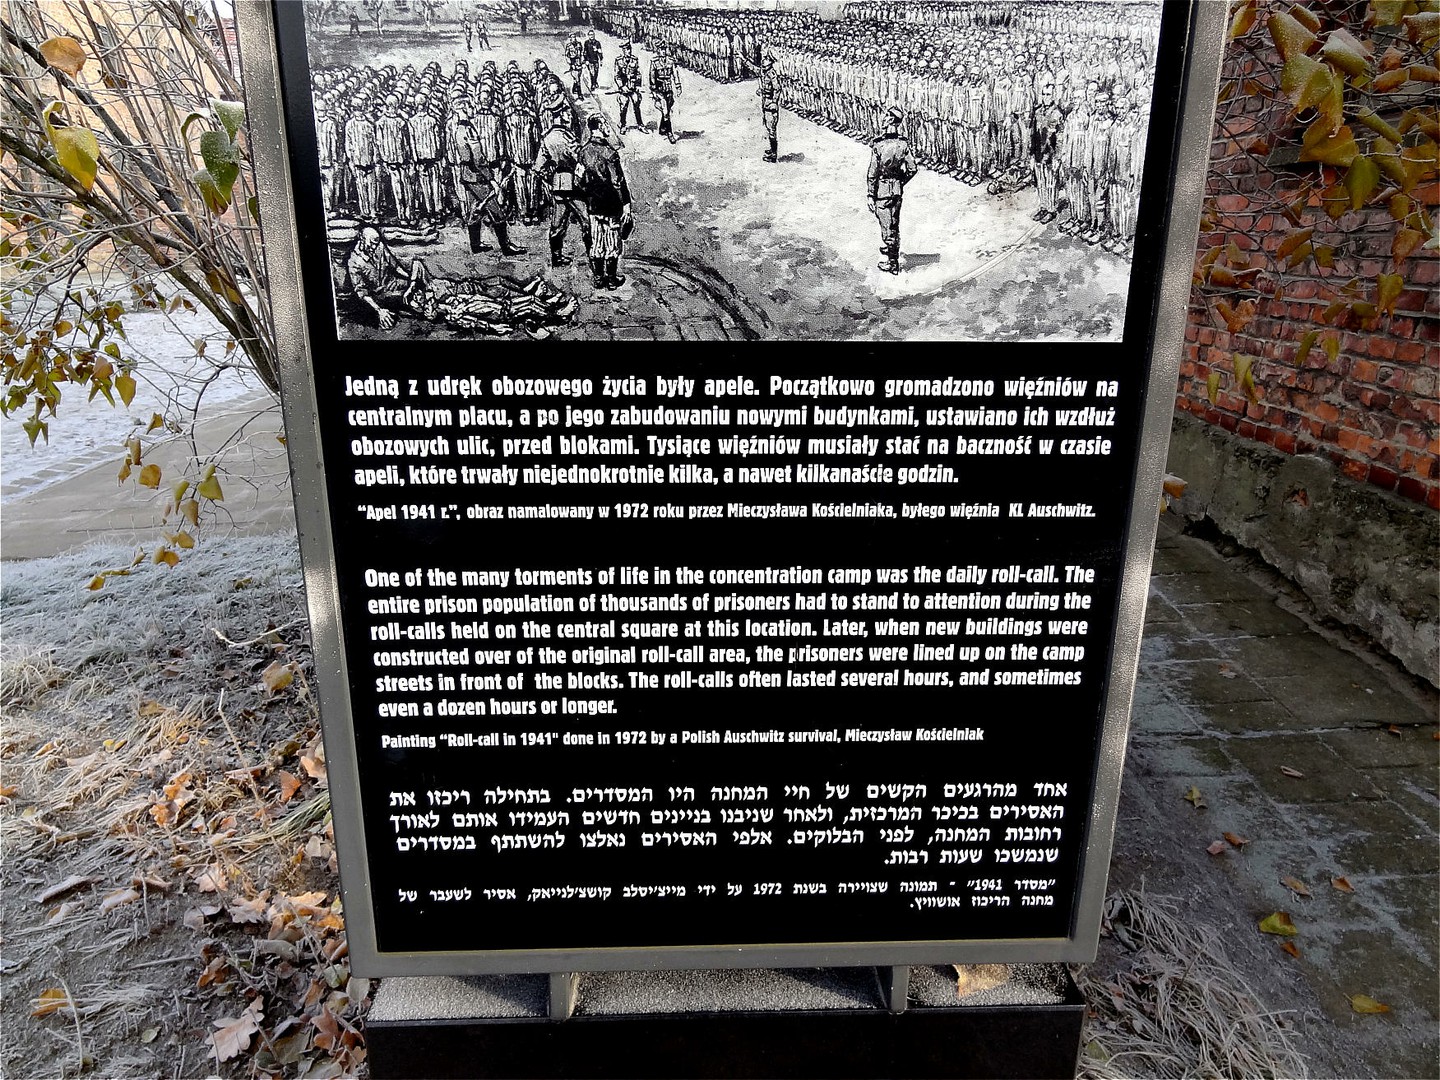 Jedną z udręk obozowego życia były apele. Początkowo gromadzono więźniów na
centralnym placu, a po jego zabudowaniu nowymi budynkami, ustawiano ich wzdłuż
obozowych ulic, przed blokami. Tysiące więźniów musiały stać na baczność w czasie
apeli, które trwały niejednokrotnie kilka, a nawet kilkanaście godzin.
“Apel 1941 r.”, obraz namalowany w 1972 roku przez Mieczysława Kościelniaka, byłego więźnia KL Auschwitz.
One of the many torments of life in the concentration camp was the daily roll-call. The
entire prison population of thousands of prisoners had to stand to attention during the
roll-calls held on the central square at this location. Later, when new buildings were
constructed over of the original roll-call area, the prisoners were lined up on the camp
streets in front of the blocks. The roll-calls often lasted several hours, and sometimes
even a dozen hours or longer.
Painting “Roll-call in 1941" done in 1972 by a Polish Auschwitz survival, Mieczysław Kościelniak
אחד מהרגעים הקשים של חיי המחנה היו המסדרים. בתחילה ריכזו את
האסירים בכיכר המרכזית, ולאחר שניבנו בניינים חדשים העמידו אותם לאורך
רחובות המחנה, לפני הבלוקים. אלפי האסירים נאלצו להשתתף במסדרים
שנמשכו שעות רבות.
"מסדר 1941" - תמונה שצויירה בשנת 1972 על ידי מייצ'יסלב קושצ'לנייאק, אסיר לשעבר של
מחנה הריכוז אושוויץ.